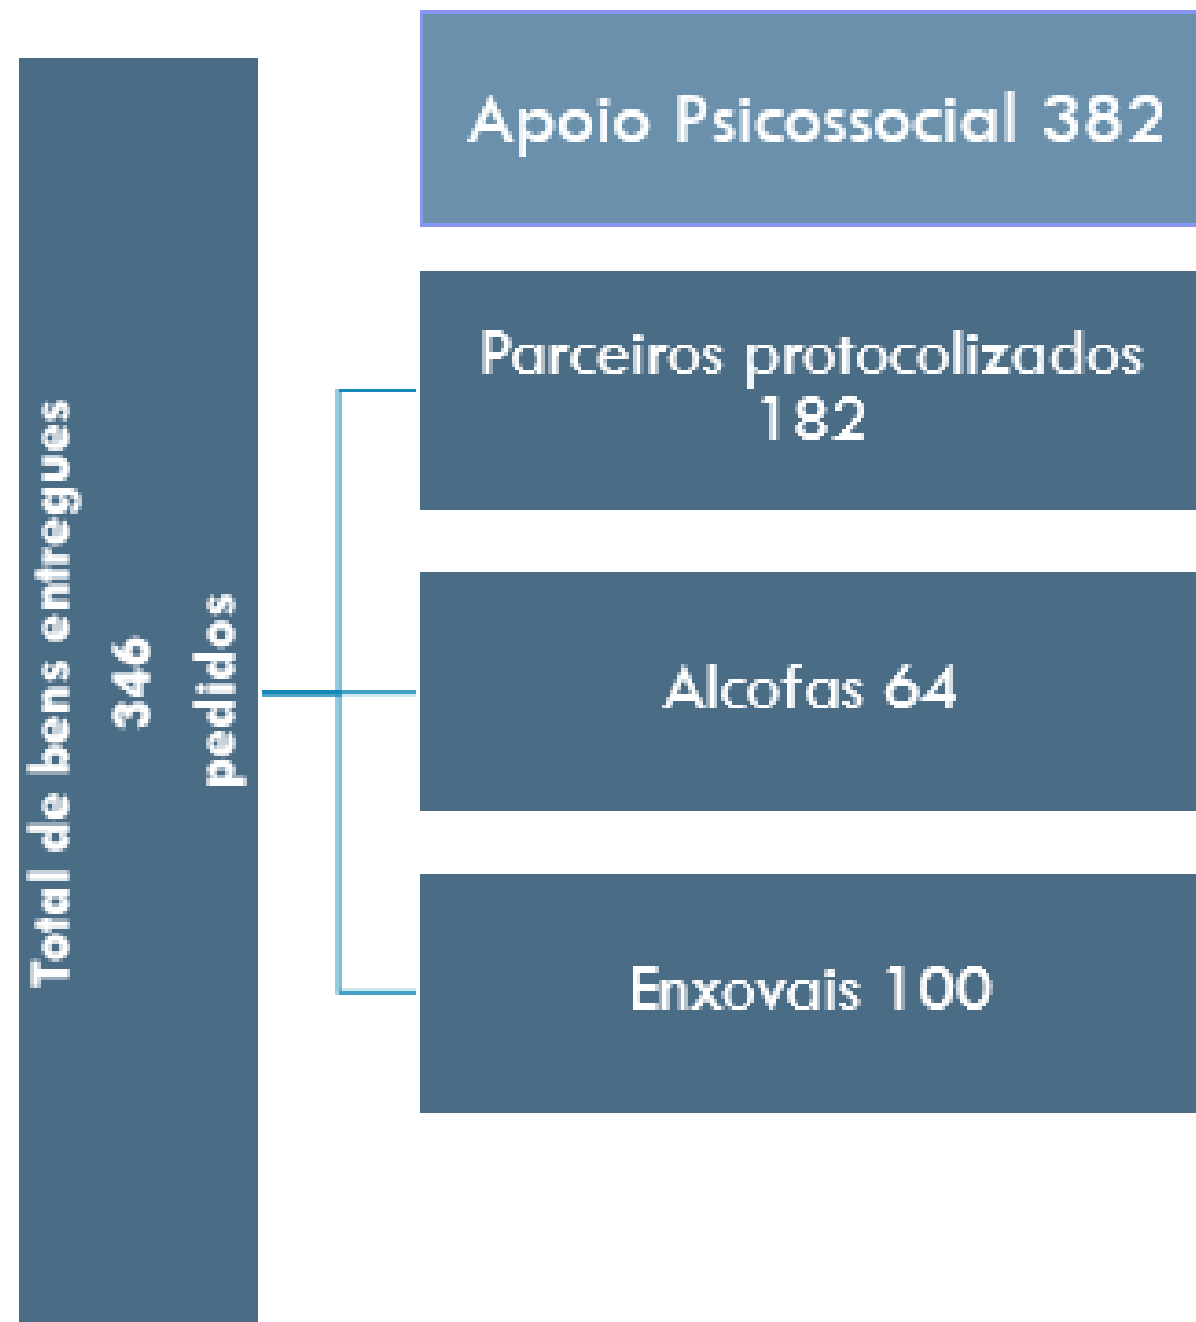 Total de bens entregues
346
pedidos
Apoio Psicossocial 382
Parceiros protocolizados
182
Alcofas 64
Enxovais 100